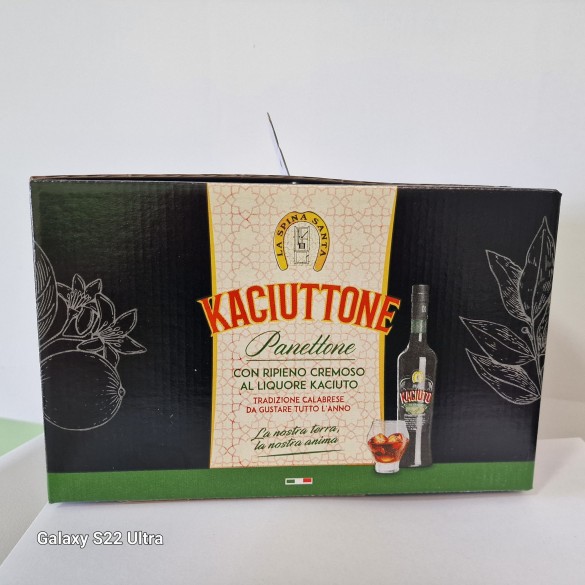 LA SPINA SANTA
KACIUTTONE
Panettone
CON RIPIENO CREMOSO
AL LIQUORE KACIUTO
TRADIZIONE CALABRESE
DA GUSTARE TUTTO L'ANNO
La nostra terra,
la nostra anima
KACIUTO
Galaxy S22 Ultra